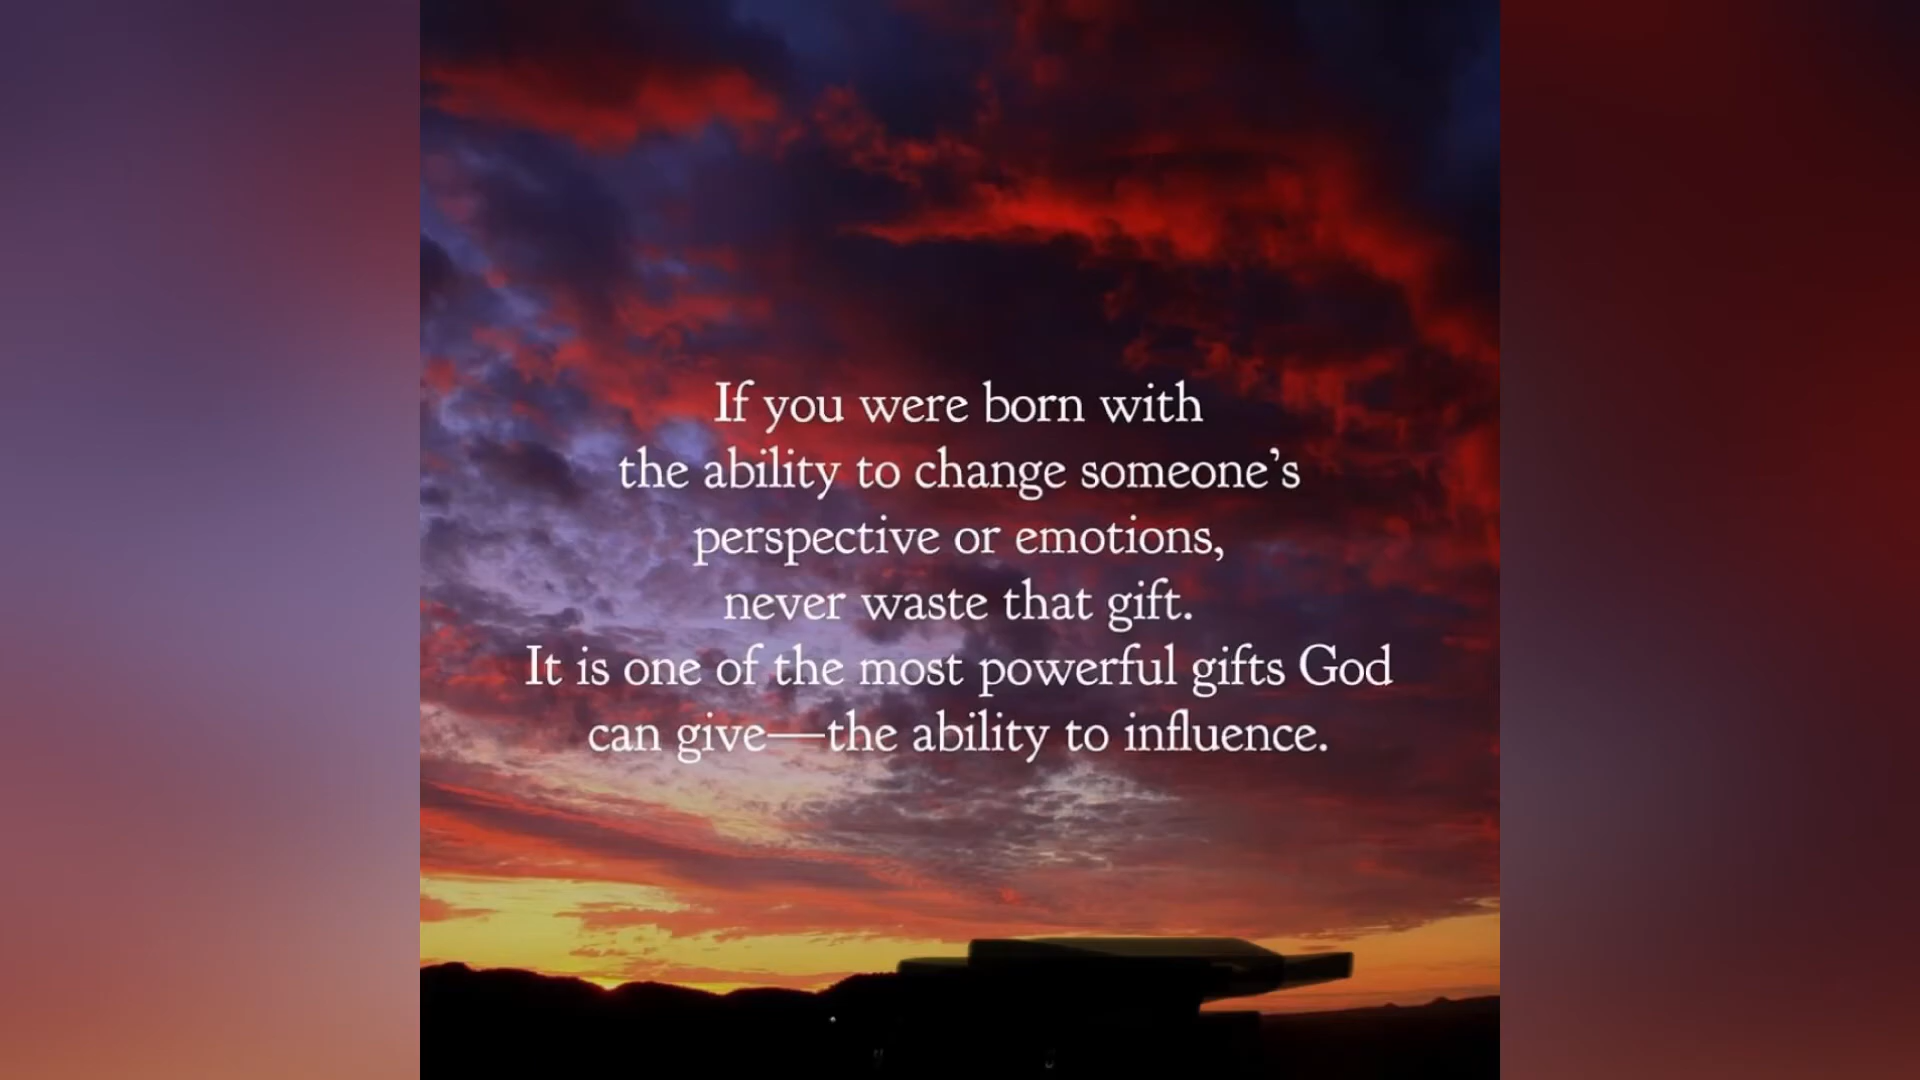 If you were born with
the ability to change someone’s
perspective or emotions,
never waste that gift.
It is one of the most powerful gifts God
can give—the ability to influence.